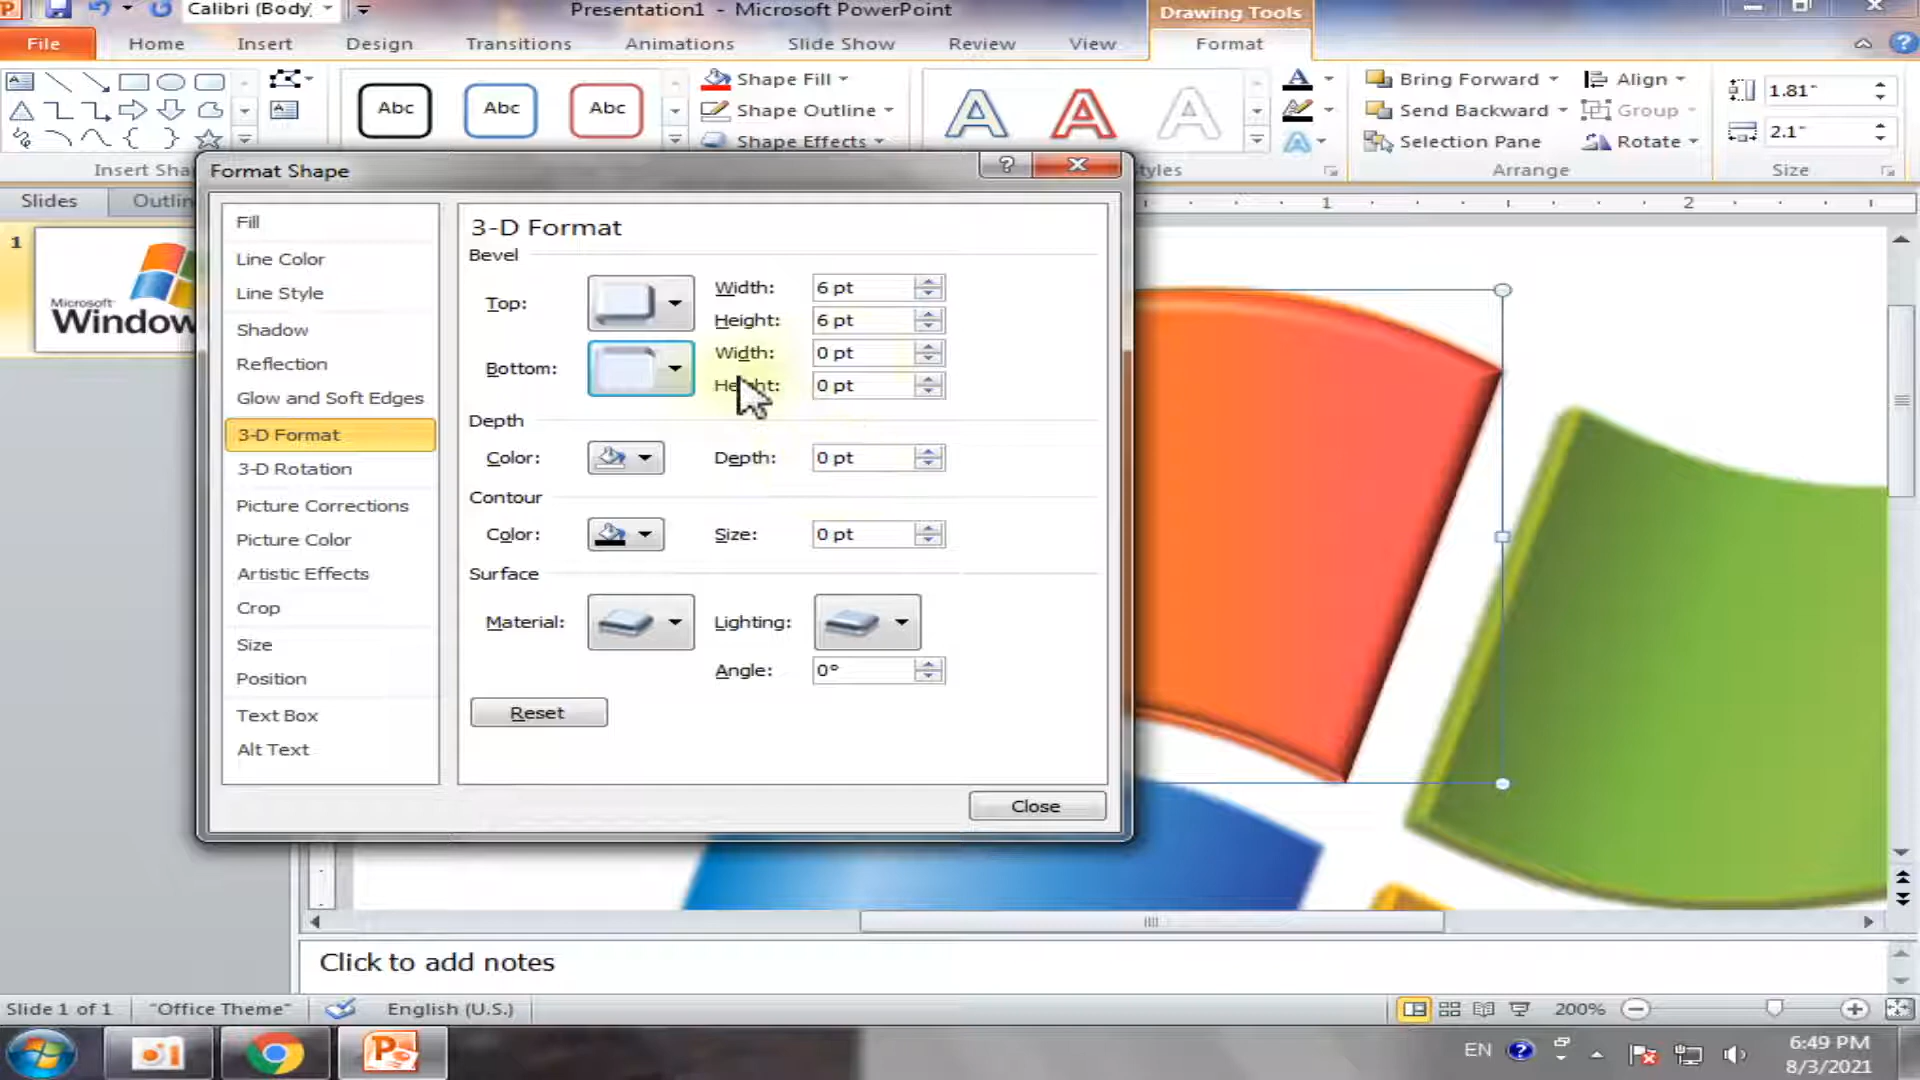 Calibri (Body)
Presentation1 - Microsoft PowerPoint
Drawing Tools
File
Home
Insert
Design
Transitions
Animations
Slide Show
Review
View
Format
Abc
Abc
Abc
Shape Fill
Shape Outline
Shape Effects
A
A
A
A
A
Bring Forward
Send Backward
Selection Pane
Align
Group
Rotate
1.81"
2.1"
Insert Sha
tyles
Arrange
Size
Slides
Outlin
1
Microsoft
Window
Format Shape
?
Fill
Line Color
Line Style
Shadow
Reflection
Glow and Soft Edges
3-D Format
3-D Rotation
Picture Corrections
Picture Color
Artistic Effects
Crop
Size
Position
Text Box
Alt Text
3-D Format
Bevel
Top:
Width: 6 pt
Height: 6 pt
Bottom:
Width: 0 pt
Height: 0 pt
Depth
Color:
Depth: 0 pt
Contour
Color:
Size: 0 pt
Surface
Material:
Lighting:
Angle: 0°
Reset
Close
1
2
Click to add notes
Slide 1 of 1
"Office Theme"
English (U.S.)
200%
EN
6:49 PM
8/3/2021